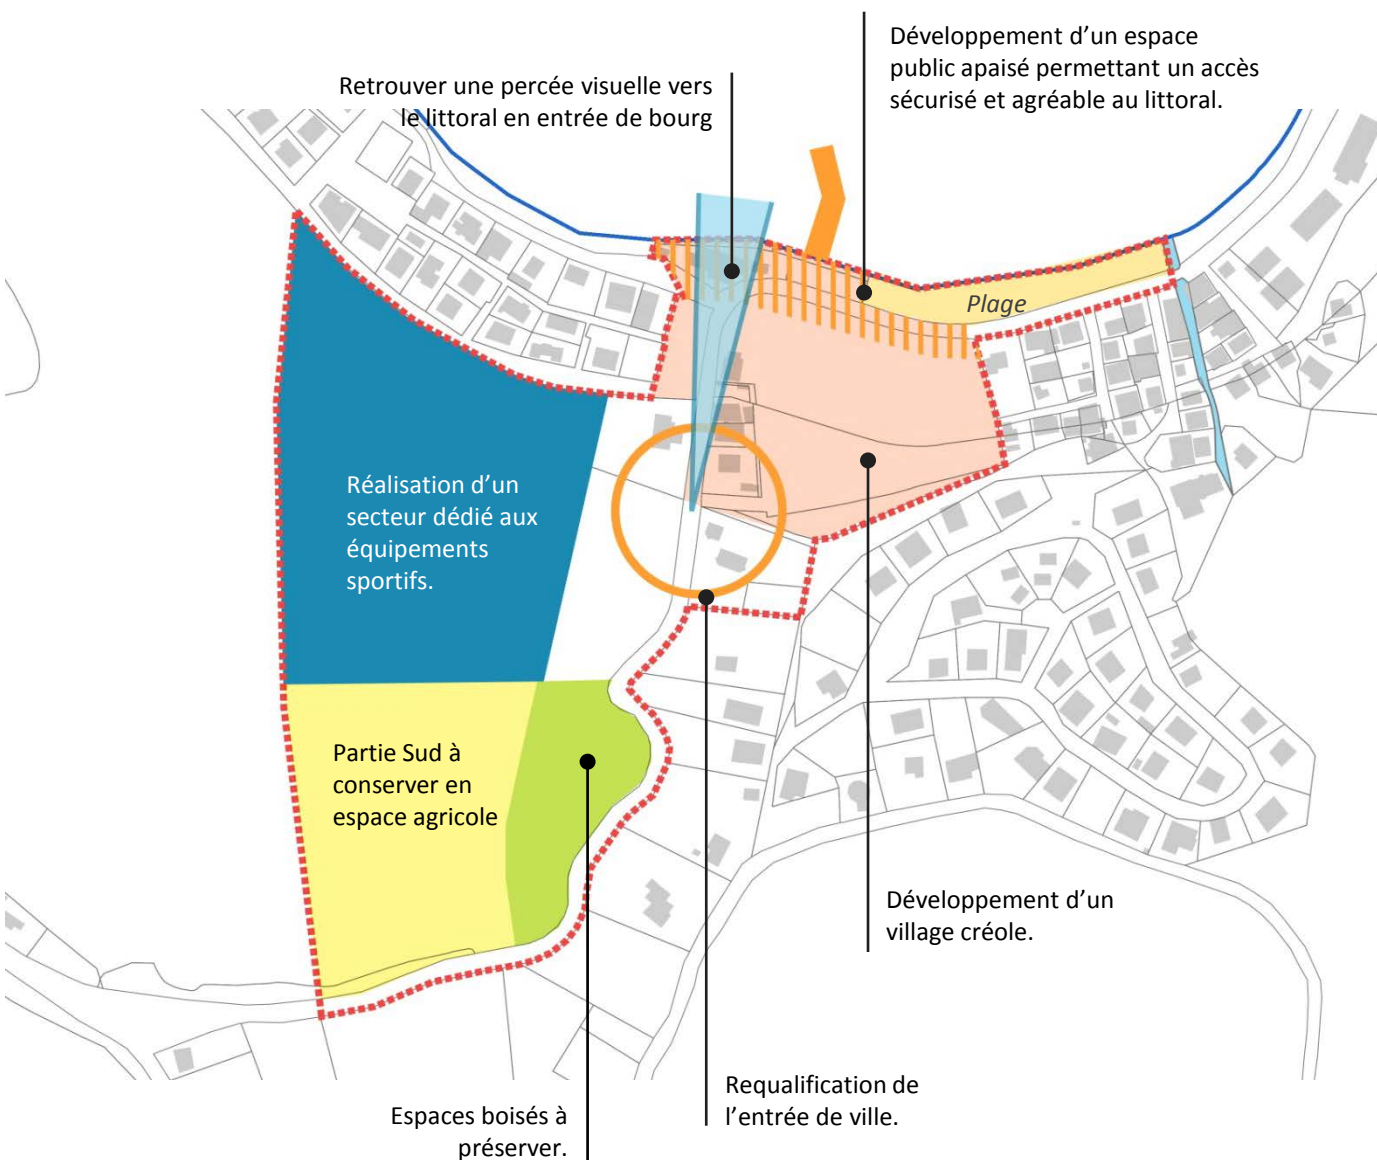 Développement d’un espace
public apaisé permettant un accès
sécurisé et agréable au littoral.
Retrouver une percée visuelle vers
le littoral en entrée de bourg
Plage
Réalisation d’un
secteur dédié aux
équipements
sportifs.
Partie Sud à
conserver en
espace agricole
Développement d’un
village créole.
Requalification de
l’entrée de ville.
Espaces boisés à
préserver.